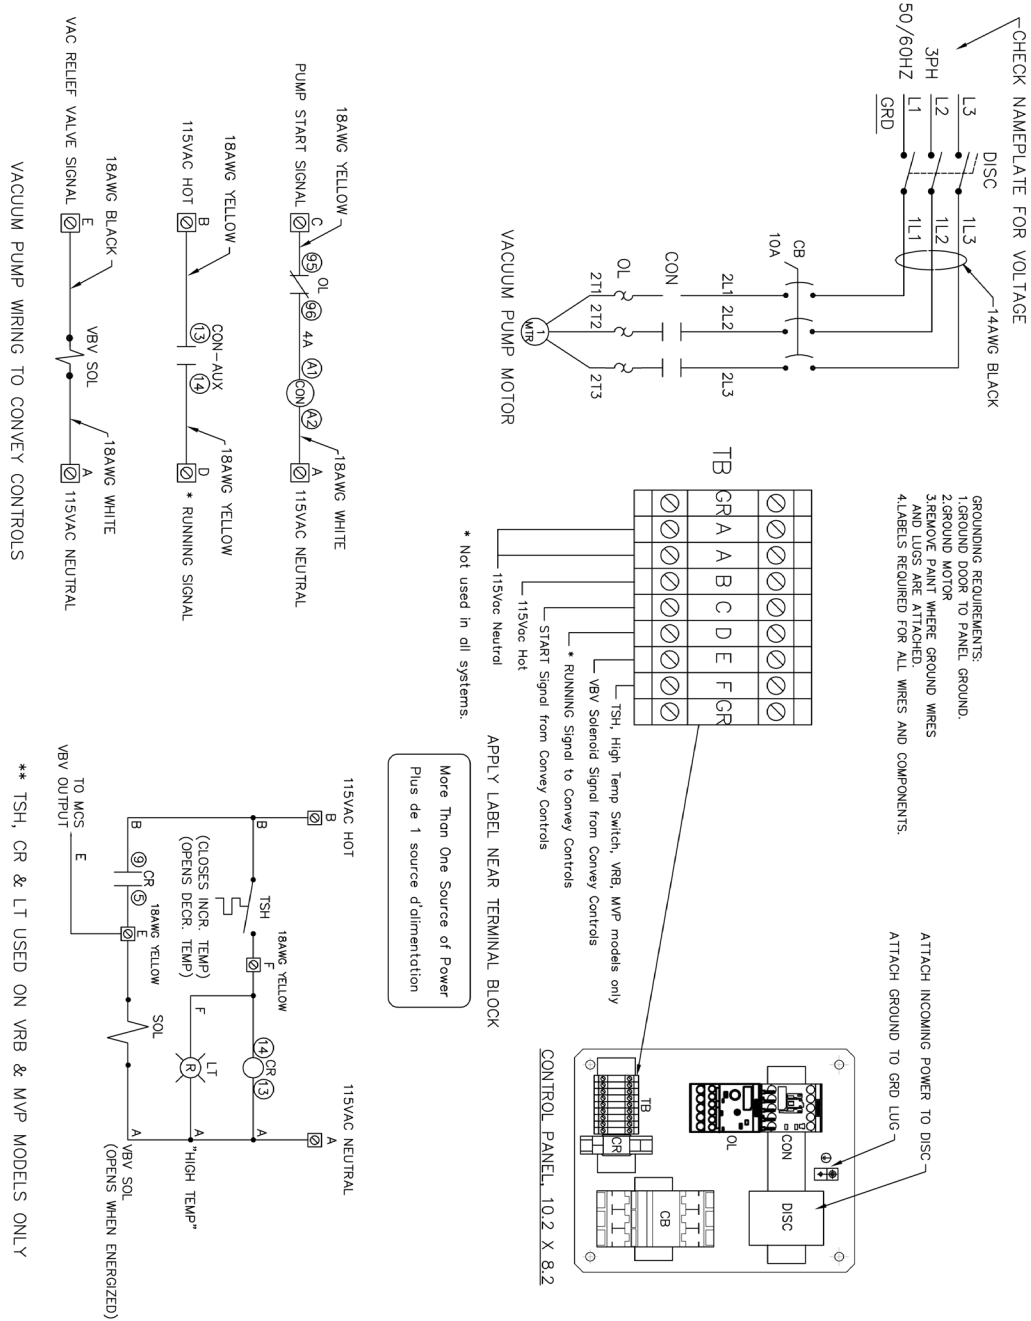 CHECK NAMEPLATE FOR VOLTAGE
3PH
50/60HZ
L3
L2
L1
GRD
DISC
1L3
1L2
1L1
14AWG BLACK
CB
10A
2L1
2L2
2L3
CON
OL
2T1
2T2
2T3
1
MTR
VACUUM PUMP MOTOR
PUMP START SIGNAL
C
18AWG YELLOW
95
OL
96
4A
A1
CON
A2
18AWG WHITE
A
115VAC NEUTRAL
115VAC HOT
B
18AWG YELLOW
13
CON-AUX
14
18AWG YELLOW
D
* RUNNING SIGNAL
VAC RELIEF VALVE SIGNAL
E
18AWG BLACK
VBV SOL
18AWG WHITE
A
115VAC NEUTRAL
VACUUM PUMP WIRING TO CONVEY CONTROLS
GROUNDING REQUIREMENTS:
1.GROUND DOOR TO PANEL GROUND.
2.GROUND MOTOR
3.REMOVE PAINT WHERE GROUND WIRES
AND LUGS ARE ATTACHED.
4.LABELS REQUIRED FOR ALL WIRES AND COMPONENTS.
TB
GR
A
A
B
C
D
E
F
GR
TSH, High Temp Switch, VRB, MVP models only
VBV Solenoid Signal from Convey Controls
* RUNNING Signal to Convey Controls
START Signal from Convey Controls
115Vac Hot
115Vac Neutral
* Not used in all systems.
APPLY LABEL NEAR TERMINAL BLOCK
More Than One Source of Power
Plus de 1 source d'alimentation
ATTACH INCOMING POWER TO DISC
ATTACH GROUND TO GRD LUG
DISC
CON
OL
TB
CR
CB
CONTROL PANEL, 10.2 X 8.2
115VAC HOT
B
115VAC NEUTRAL
A
B
TSH
(CLOSES INCR. TEMP)
(OPENS DECR. TEMP)
18AWG YELLOW
F
14
CR
13
A
F
LT
R
A
"HIGH TEMP"
B
9
CR
5
18AWG YELLOW
E
SOL
A
VBV SOL
(OPENS WHEN ENERGIZED)
E
TO MCS
VBV OUTPUT
** TSH, CR & LT USED ON VRB & MVP MODELS ONLY